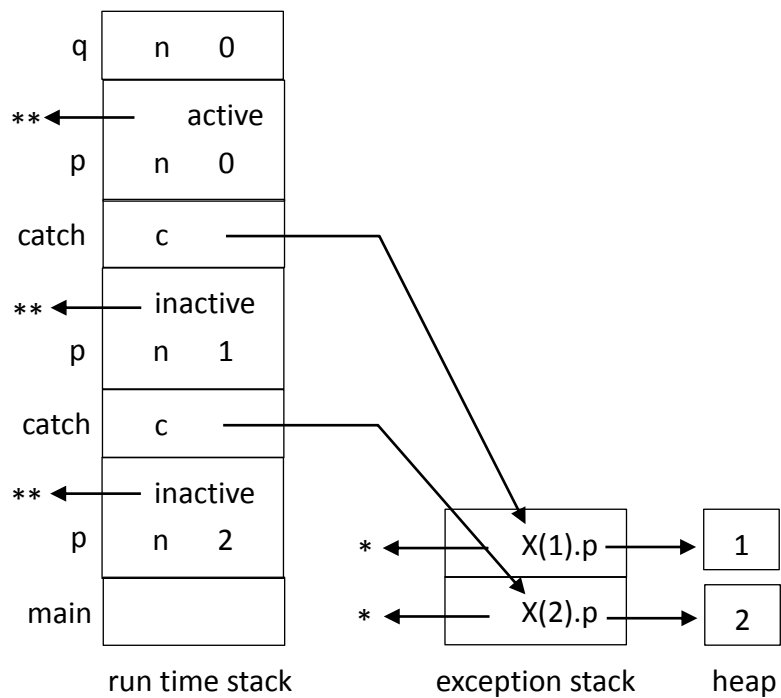 q n 0
** active
p n 0
catch c
** inactive
p n 1
catch c
** inactive
p n 2
* X(1).p 1
main
* X(2).p 2
run time stack exception stack heap